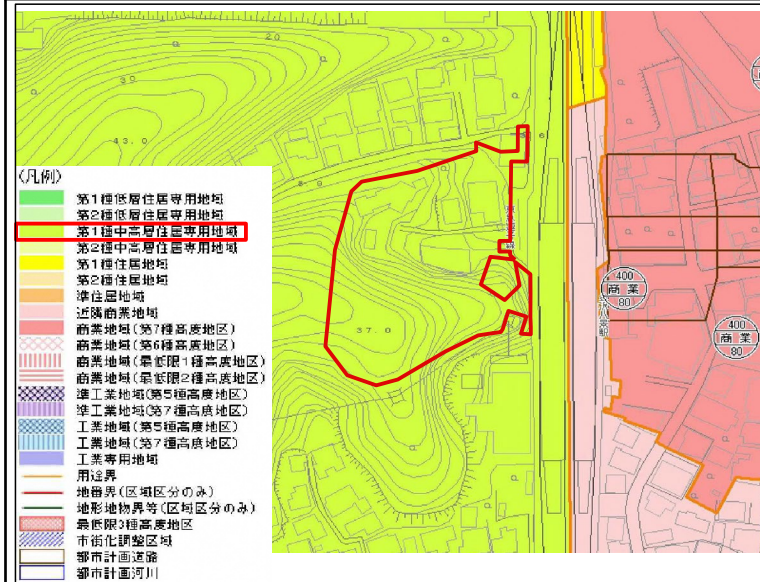 20
30
43.0
(凡例)
第1種低層住居専用地域
第2種低層住居専用地域
第1種中高層住居専用地域
第2種中高層住居専用地域
第1種住居地域
第2種住居地域
準住居地域
近隣商業地域
商業地域(第7種高度地区)
商業地域(第6種高度地区)
商業地域(最低限1種高度地区)
商業地域(最低限2種高度地区)
準工業地域(第5種高度地区)
準工業地域(第7種高度地区)
工業地域(第5種高度地区)
工業地域(第7種高度地区)
工業専用地域
用途界
地番界(区域区分のみ)
地形地物界等(区域区分のみ)
最低限3種高度地区
市街化調整区域
都市計画道路
都市計画河川
37.0
400
商業
80
400
商業
80